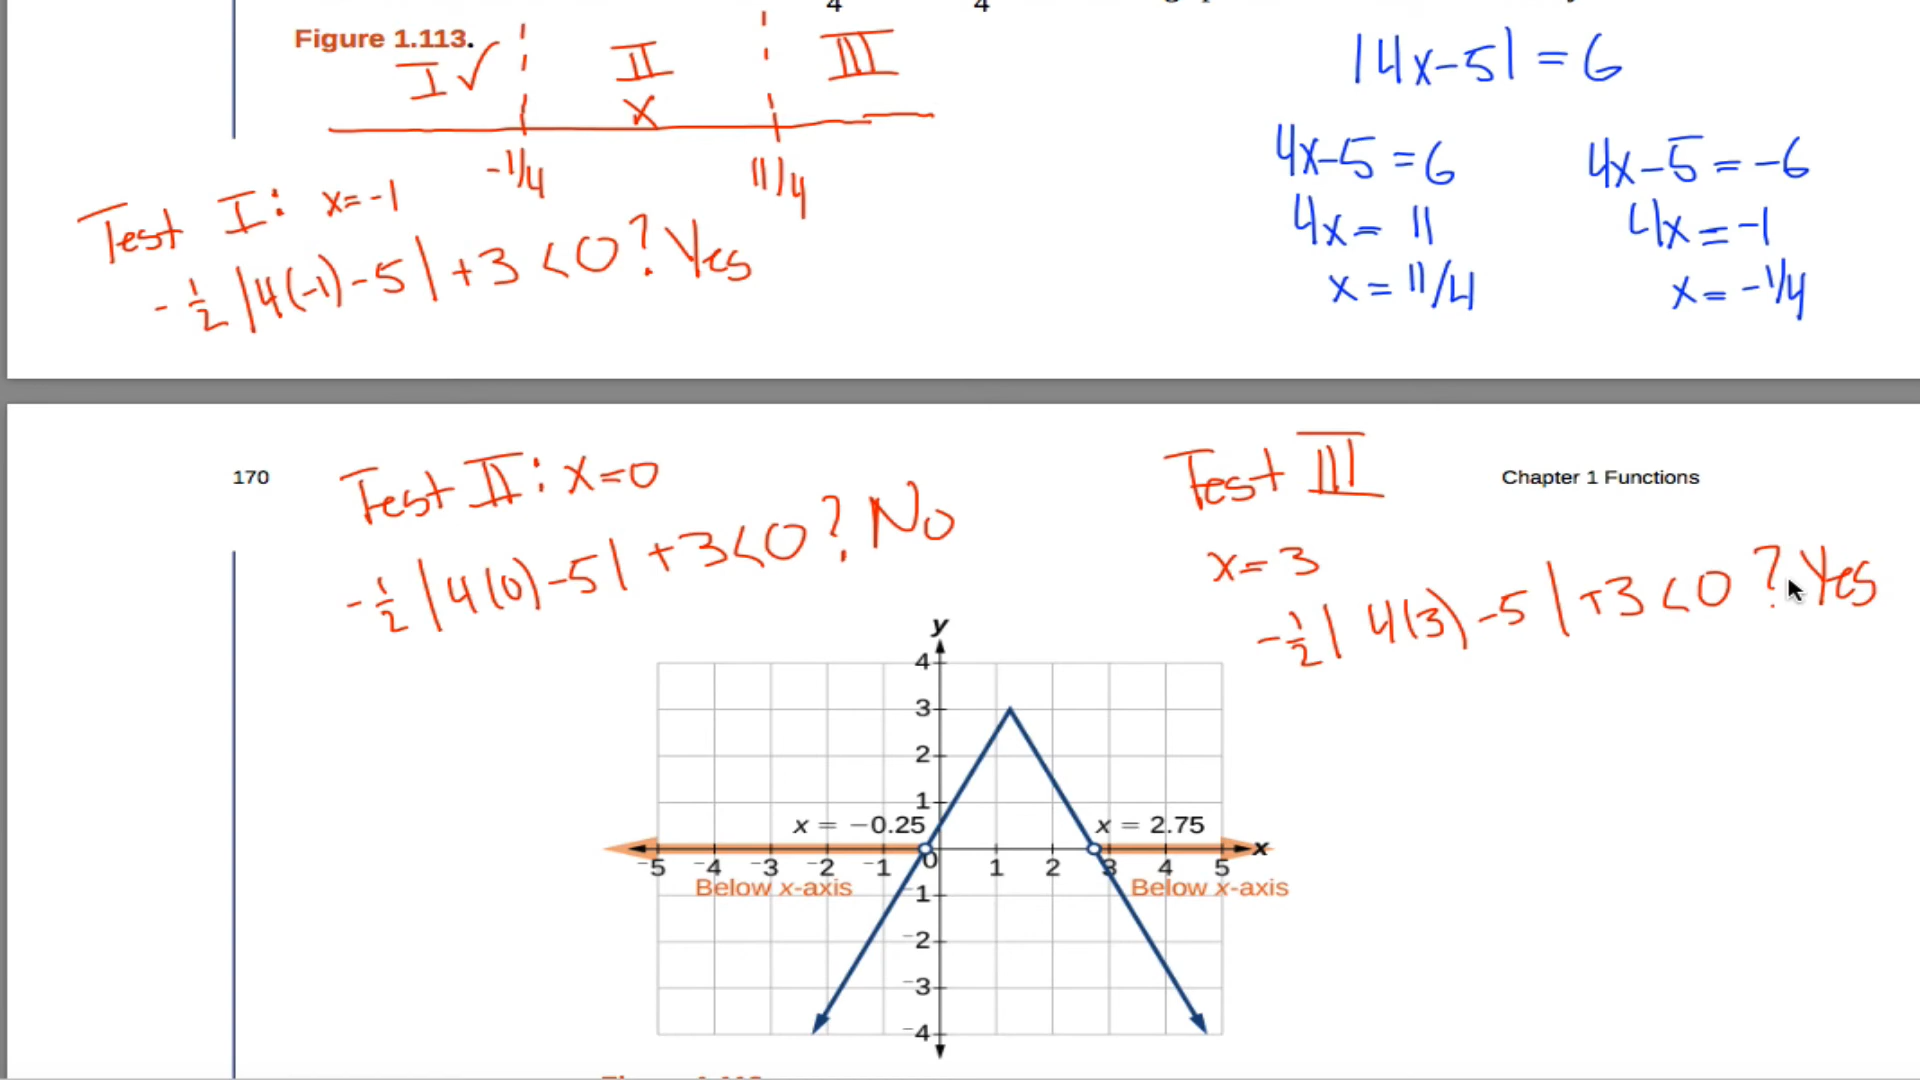 4 4
Figure 1.113.
I ✓ II III
X
-1/4 11/4
|4x-5| = 6
4x-5 = 6 4x-5 = -6
4x = 11 4x = -1
x = 11/4 x = -1/4
Test I: x=-1
-1/2 |4(-1)-5| +3 < 0? Yes
170
Chapter 1 Functions
Test II: x=0
-1/2 |4(0)-5| +3<0? No
Test III
x=3
-1/2 | 4(3)-5 | +3 < 0 ? Yes
y
4
3
2
1
x = −0.25 x = 2.75
-5 -4 -3 -2 -1 0 1 2 3 4 5 x
Below x-axis Below x-axis
-1
-2
-3
-4